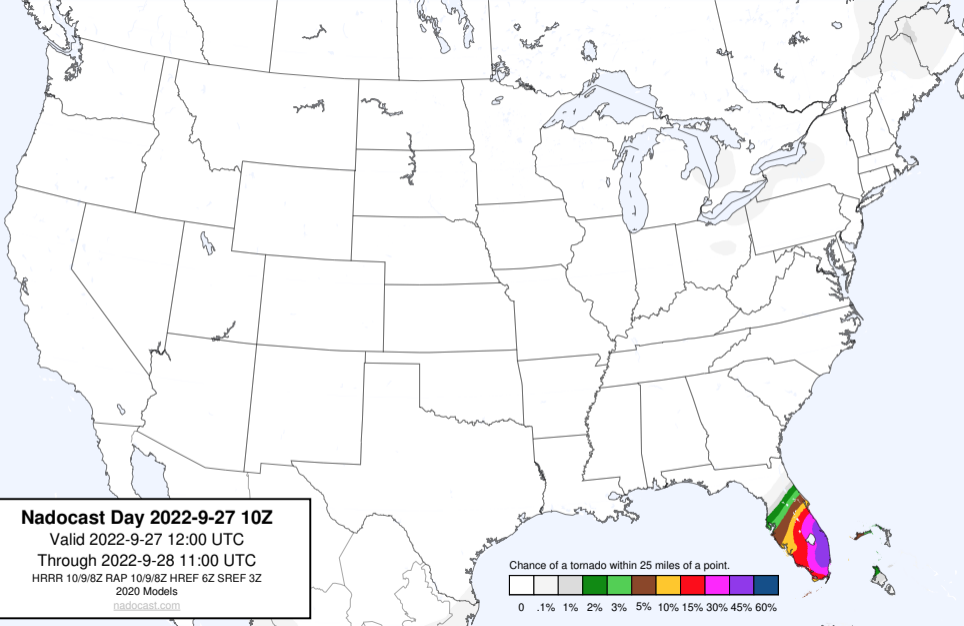 Nadocast Day 2022-9-27 10Z
Valid 2022-9-27 12:00 UTC
Through 2022-9-28 11:00 UTC
HRRR 10/9/8Z RAP 10/9/8Z HREF 6Z SREF 3Z
2020 Models
nadocast.com
Chance of a tornado within 25 miles of a point.
0 .1% 1% 2% 3% 5% 10% 15% 30% 45% 60%